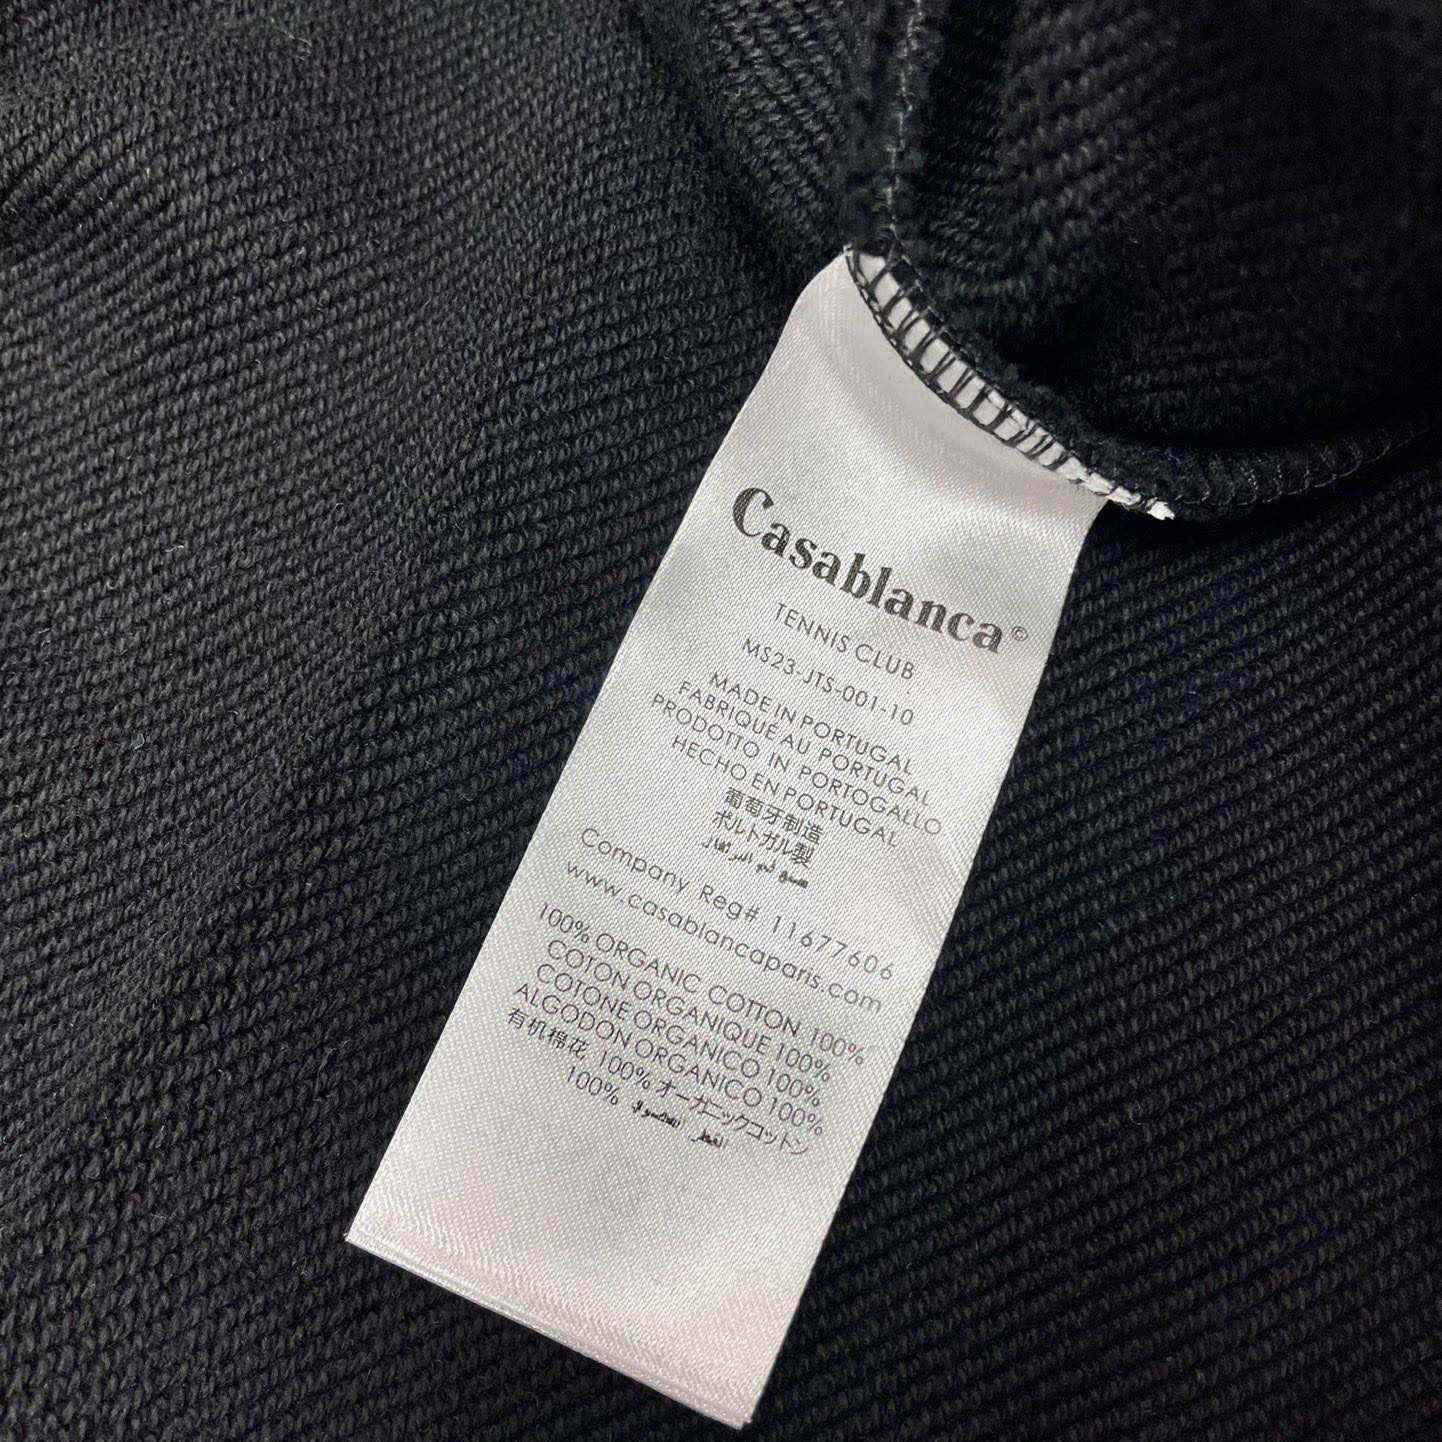 Casablanca©
TENNIS CLUB
MS23-JTS-001-10
MADE IN PORTUGAL
FABRIQUÉ AU PORTUGAL
PRODOTTO IN PORTOGALLO
HECHO EN PORTUGAL
葡萄牙制造
ポルトガル製
Company Reg# 11677606
www.casablancaparis.com
100% ORGANIC COTTON 100%
COTON ORGANIQUE 100%
COTONE ORGANICO 100%
ALGODON ORGANICO 100%
有机棉花 100% オーガニックコットン
100%